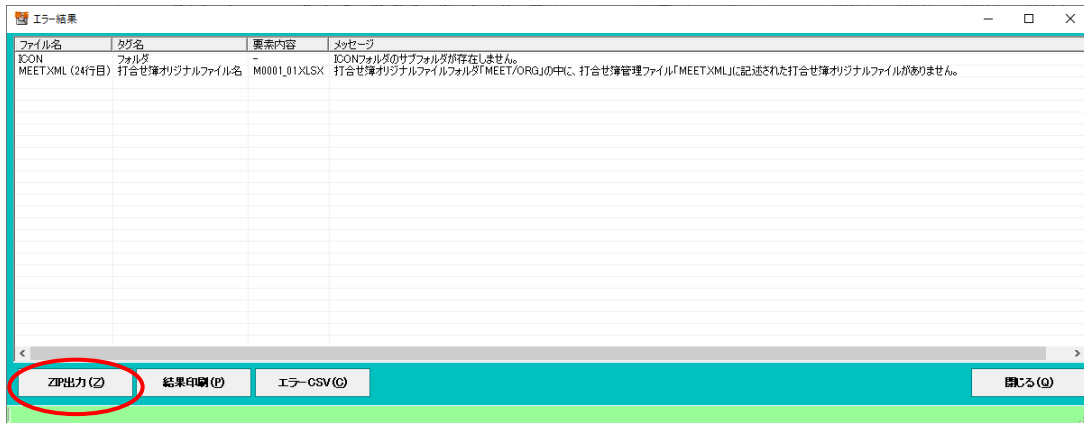 エラー結果
ファイル名 タグ名 要素内容 メッセージ
ICON フォルダ - ICONフォルダのサブフォルダが存在しません。
MEET.XML (24行目) 打合せ簿オリジナルファイル名 M0001_01.XLSX 打合せ簿オリジナルファイルフォルダ「MEET/ORG」の中に、打合せ簿管理ファイル「MEET.XML」に記述された打合せ簿オリジナルファイルがありません。
ZIP出力(Z) 結果印刷(P) エラーCSV(C) 閉じる(Q)